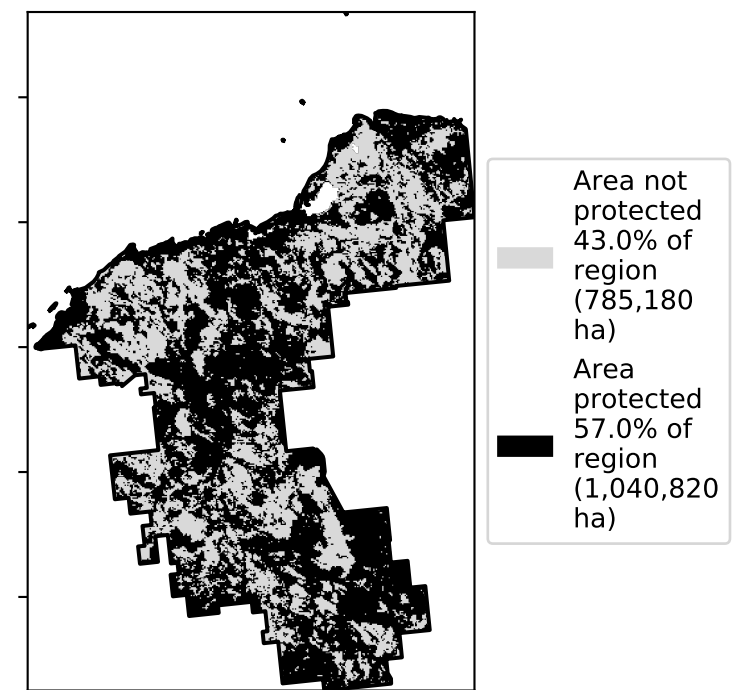 Area not
protected
43.0% of
region
(785,180
ha)
Area
protected
57.0% of
region
(1,040,820
ha)